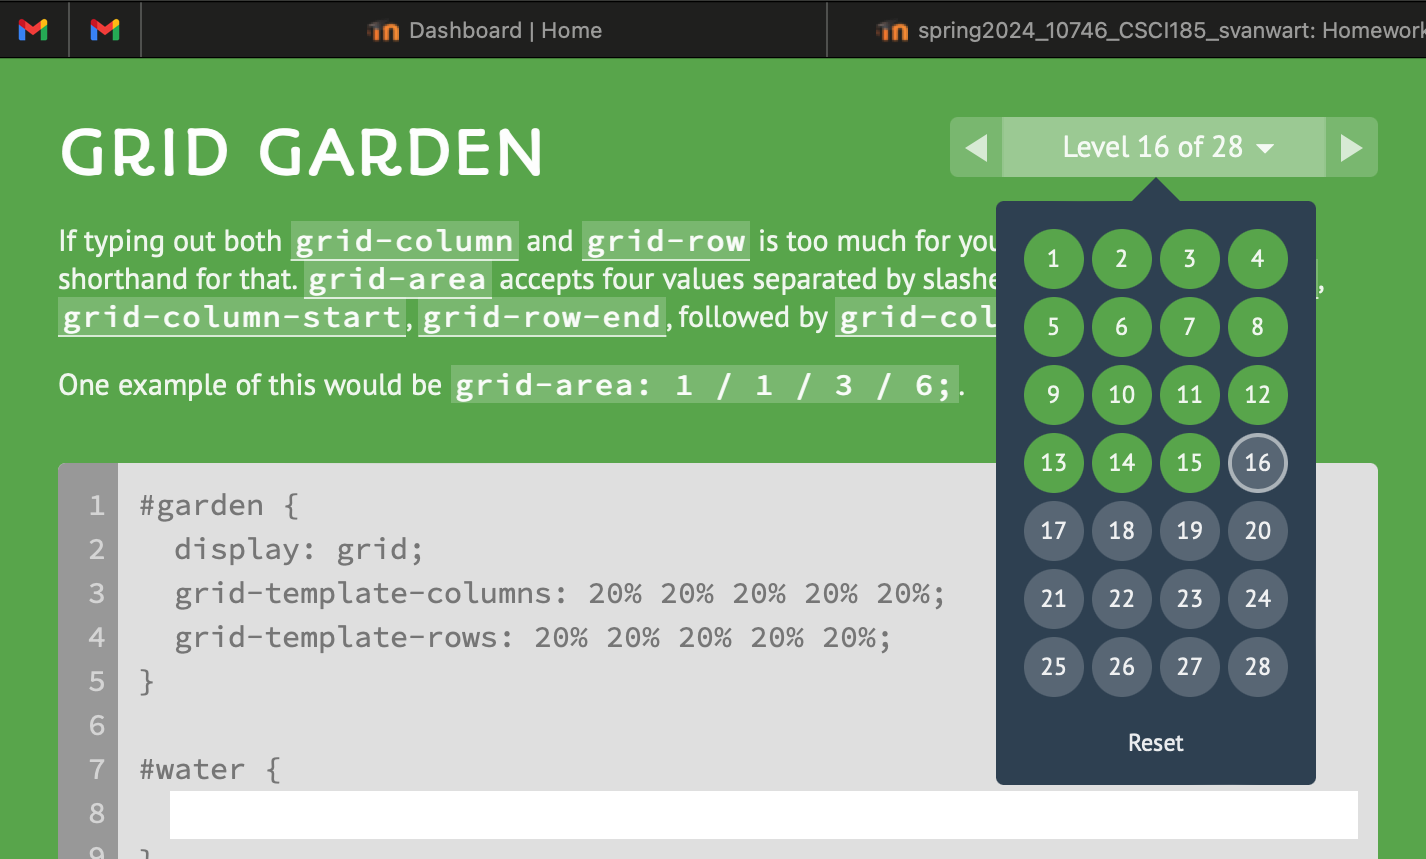 Dashboard | Home
spring2024_10746_CSCI185_svanwart: Homework
GRID GARDEN
Level 16 of 28
If typing out both grid-column and grid-row is too much for you
shorthand for that. grid-area accepts four values separated by slashe
,
grid-column-start, grid-row-end, followed by grid-col
One example of this would be grid-area: 1 / 1 / 3 / 6;.
1 2 3 4
5 6 7 8
9 10 11 12
13 14 15 16
17 18 19 20
21 22 23 24
25 26 27 28
Reset
1 #garden {
2 display: grid;
3 grid-template-columns: 20% 20% 20% 20% 20%;
4 grid-template-rows: 20% 20% 20% 20% 20%;
5 }
6
7 #water {
8
9 }